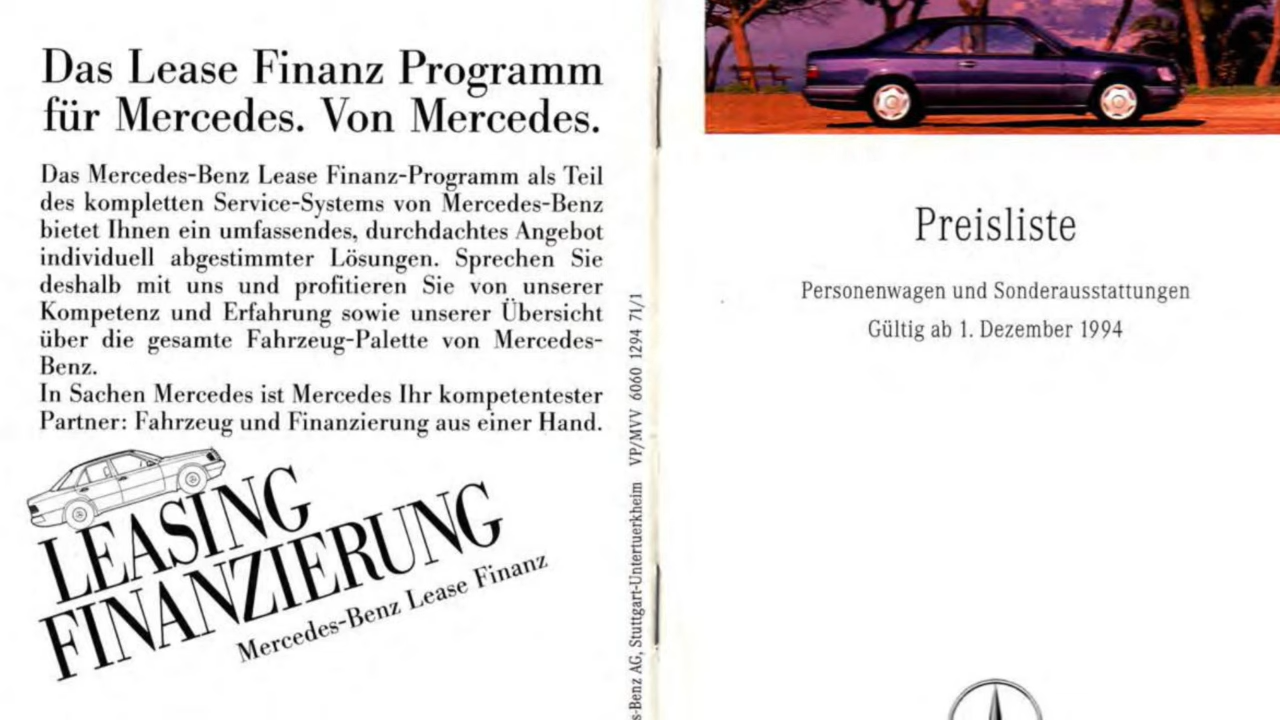 Das Lease Finanz Programm
für Mercedes. Von Mercedes.
Das Mercedes-Benz Lease Finanz-Programm als Teil
des kompletten Service-Systems von Mercedes-Benz
bietet Ihnen ein umfassendes, durchdachtes Angebot
individuell abgestimmter Lösungen. Sprechen Sie
deshalb mit uns und profitieren Sie von unserer
Kompetenz und Erfahrung sowie unserer Übersicht
über die gesamte Fahrzeug-Palette von Mercedes-
Benz.
In Sachen Mercedes ist Mercedes Ihr kompetentester
Partner: Fahrzeug und Finanzierung aus einer Hand.
LEASING
FINANZIERUNG
Mercedes-Benz Lease Finanz
s-Benz AG, Stuttgart-Untertuerkheim VP/MVV 6060 1294 71/1
Preisliste
Personenwagen und Sonderausstattungen
Gültig ab 1. Dezember 1994